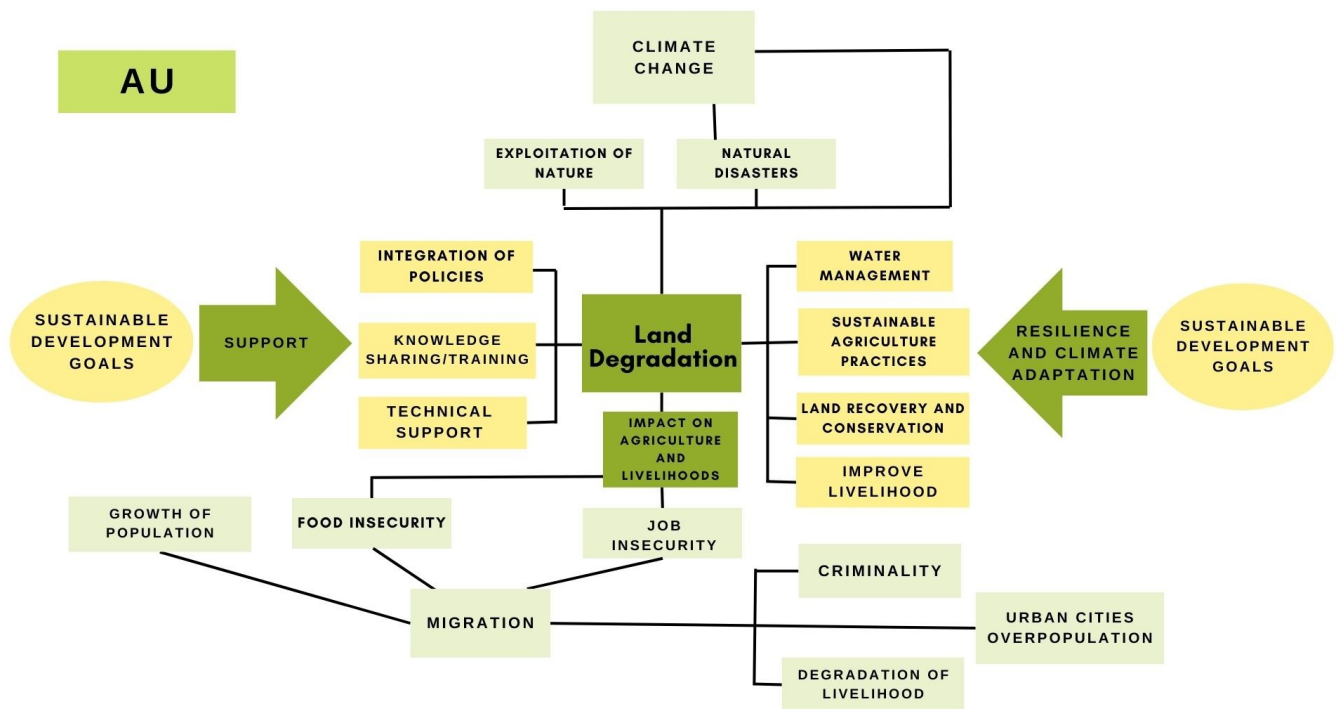 AU
CLIMATE
CHANGE
EXPLOITATION OF
NATURE
NATURAL
DISASTERS
INTEGRATION OF
POLICIES
WATER
MANAGEMENT
SUSTAINABLE
DEVELOPMENT
GOALS
SUPPORT
KNOWLEDGE
SHARING/TRAINING
Land
Degradation
SUSTAINABLE
AGRICULTURE
PRACTICES
RESILIENCE
AND CLIMATE
ADAPTATION
SUSTAINABLE
DEVELOPMENT
GOALS
TECHNICAL
SUPPORT
IMPACT ON
AGRICULTURE
AND
LIVELIHOODS
LAND RECOVERY AND
CONSERVATION
IMPROVE
LIVELIHOOD
GROWTH OF
POPULATION
FOOD INSECURITY
JOB
INSECURITY
MIGRATION
CRIMINALITY
URBAN CITIES
OVERPOPULATION
DEGRADATION OF
LIVELIHOOD